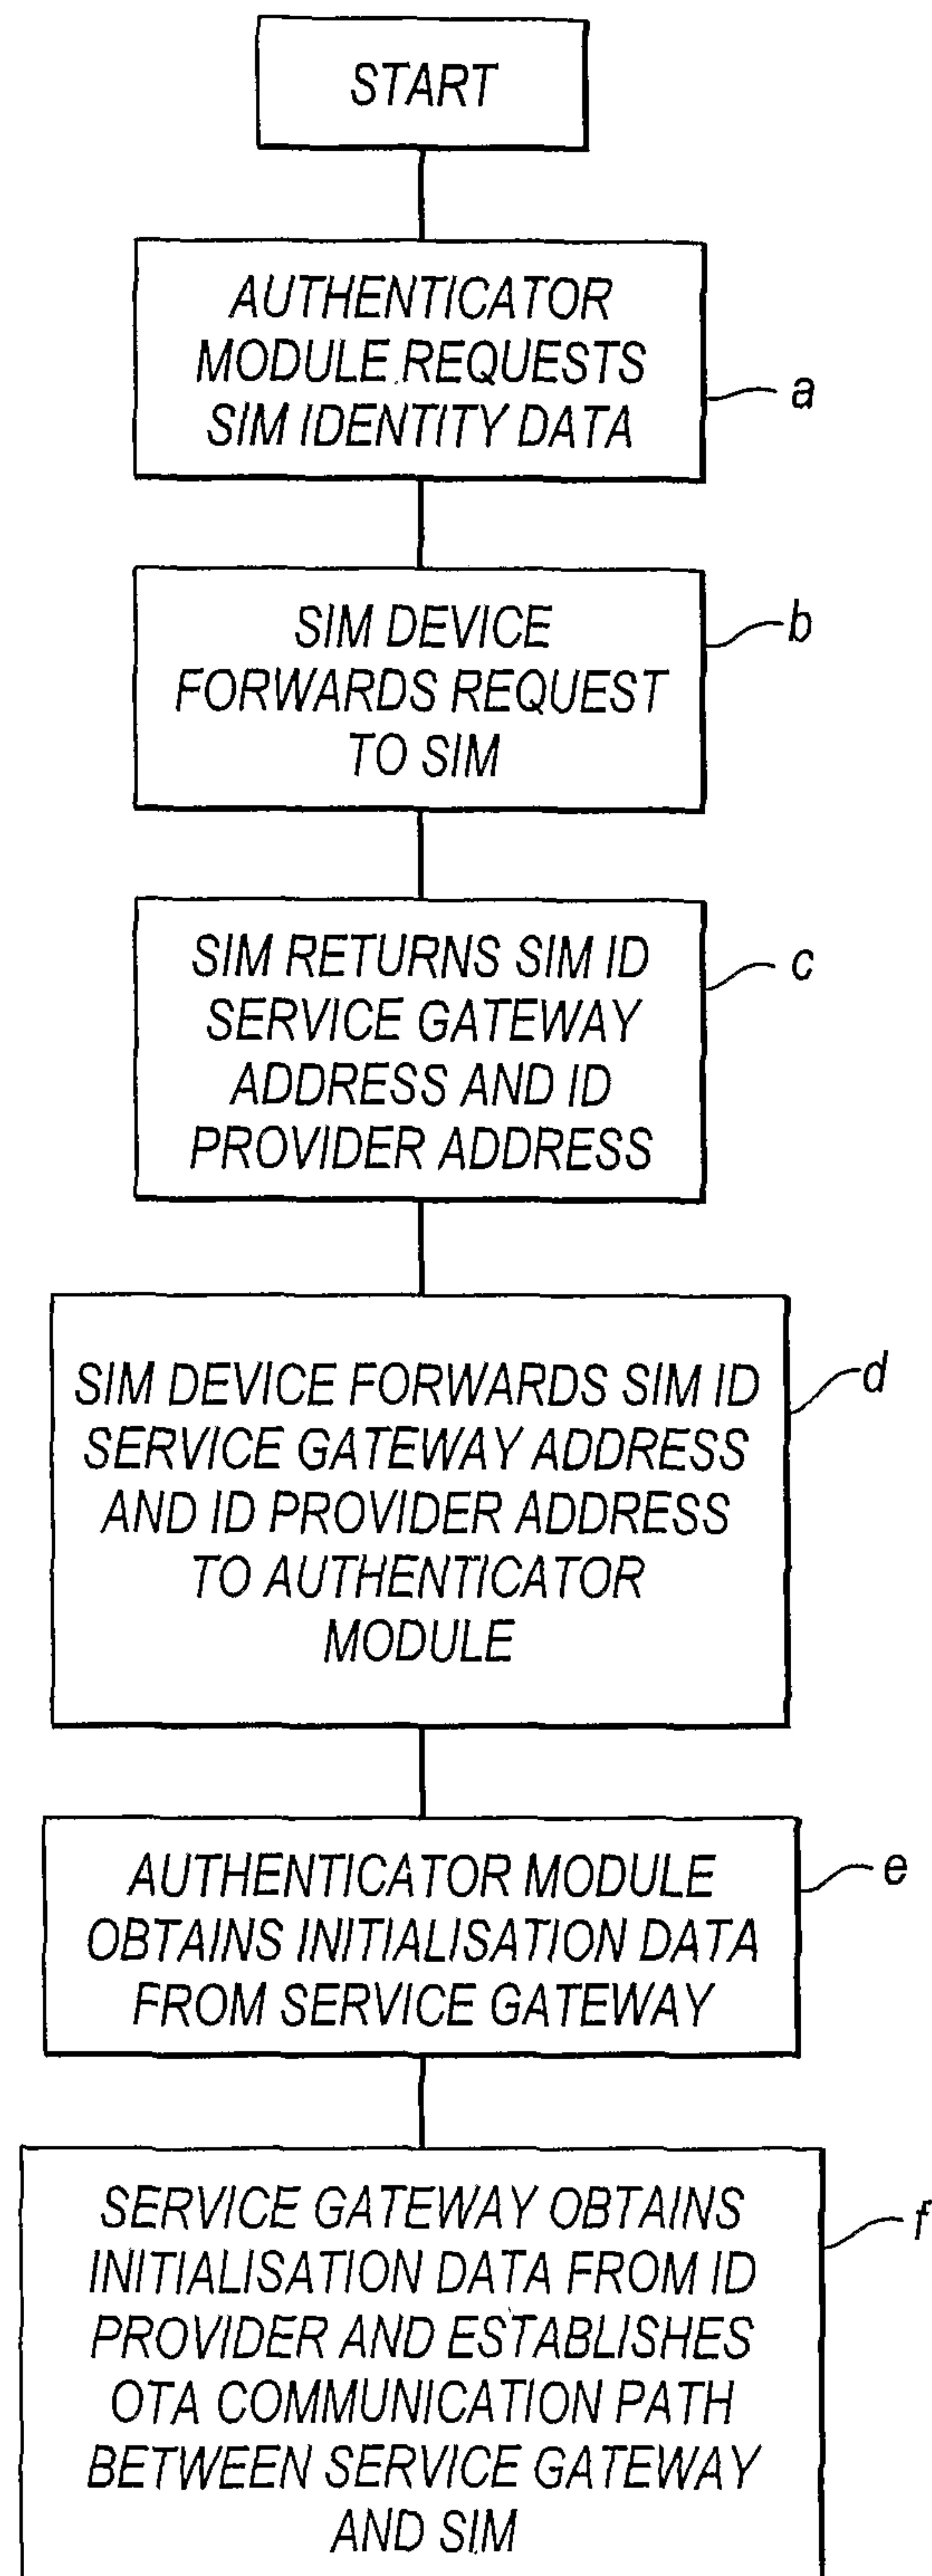 START
AUTHENTICATOR
MODULE REQUESTS
SIM IDENTITY DATA
a
SIM DEVICE
FORWARDS REQUEST
TO SIM
b
SIM RETURNS SIM ID
SERVICE GATEWAY
ADDRESS AND ID
PROVIDER ADDRESS
c
SIM DEVICE FORWARDS SIM ID
SERVICE GATEWAY ADDRESS
AND ID PROVIDER ADDRESS
TO AUTHENTICATOR
MODULE
d
AUTHENTICATOR MODULE
OBTAINS INITIALISATION DATA
FROM SERVICE GATEWAY
e
SERVICE GATEWAY OBTAINS
INITIALISATION DATA FROM ID
PROVIDER AND ESTABLISHES
OTA COMMUNICATION PATH
BETWEEN SERVICE GATEWAY
AND SIM
f